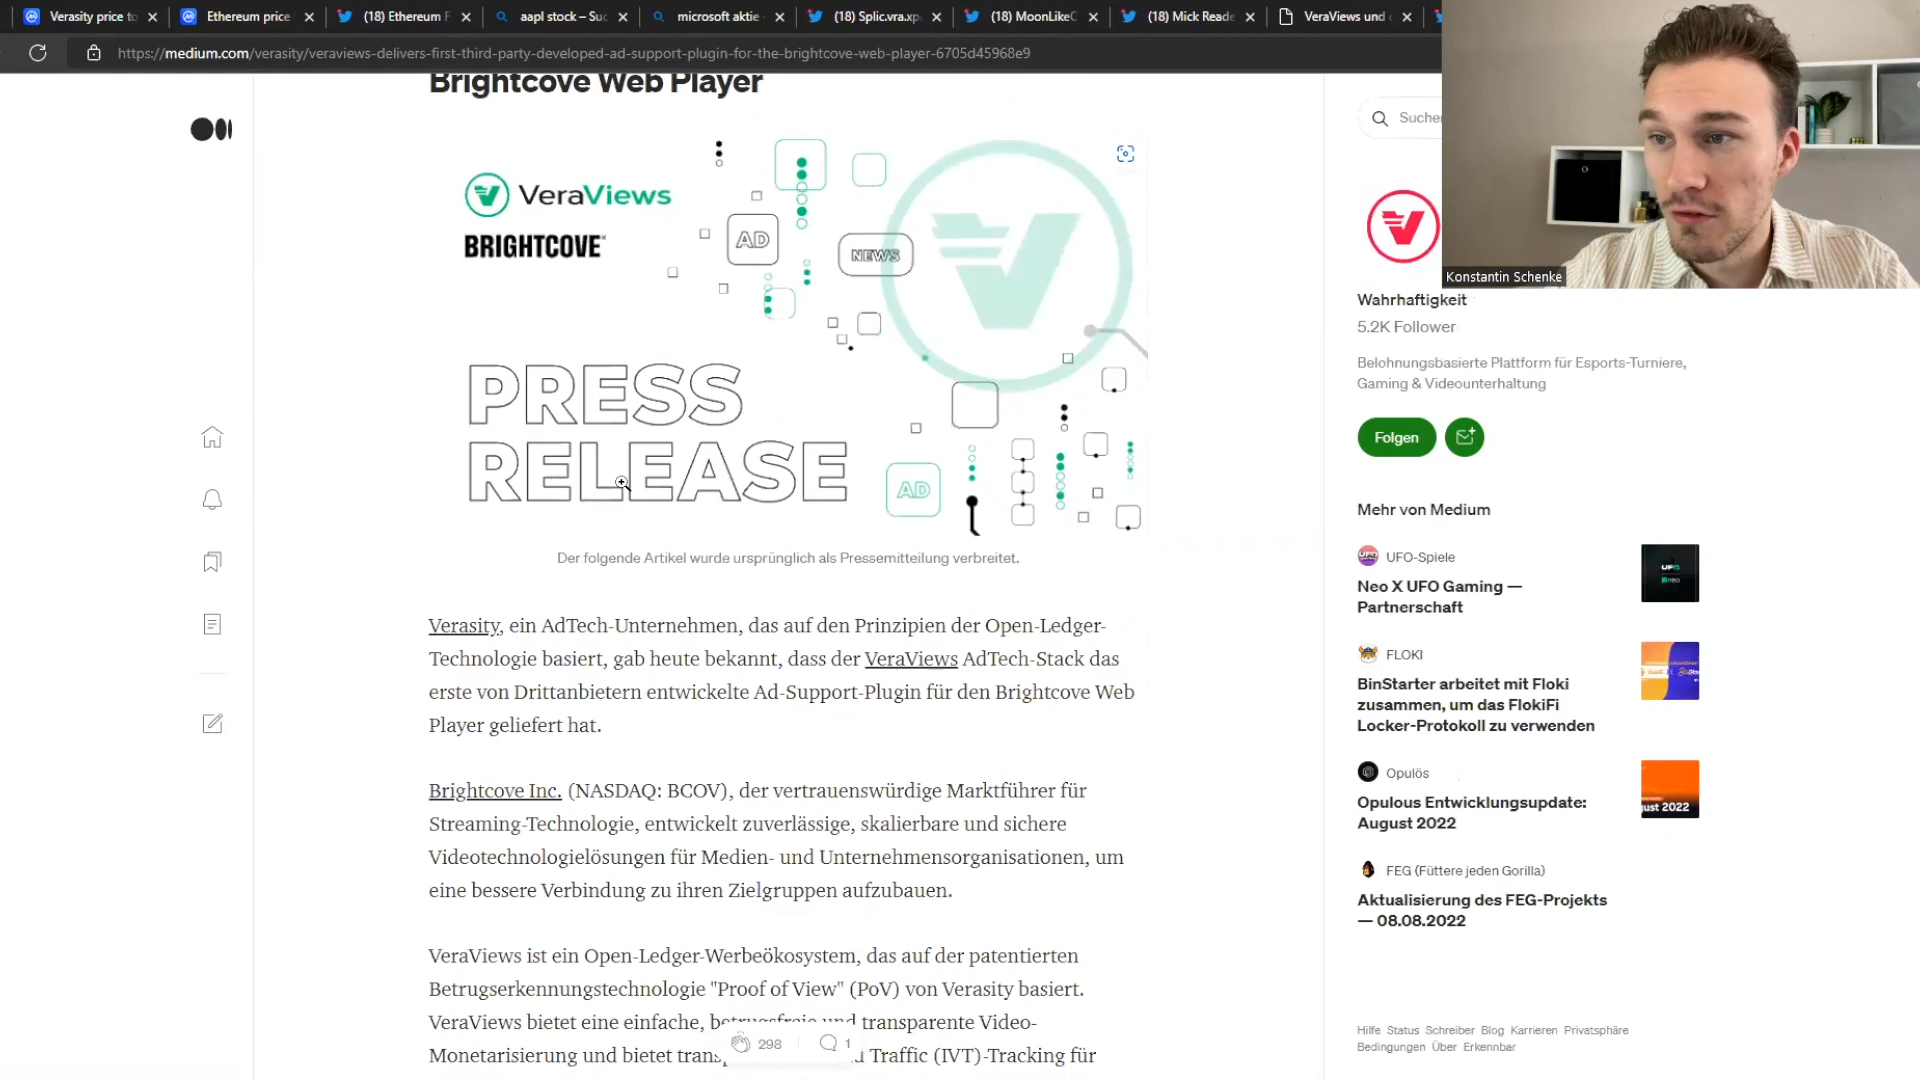 Verasity price to
Ethereum price
(18) Ethereum F
aapl stock – Suc
microsoft aktie -
(18) Splic.vra.xp
(18) MoonLikeC
(18) Mick Reade
VeraViews und
https://medium.com/verasity/veraviews-delivers-first-third-party-developed-ad-support-plugin-for-the-brightcove-web-player-6705d45968e9
Brightcove Web Player
VeraViews
BRIGHTCOVE
AD
NEWS
PRESS
RELEASE
AD
Der folgende Artikel wurde ursprünglich als Pressemitteilung verbreitet.
Verasity, ein AdTech-Unternehmen, das auf den Prinzipien der Open-Ledger-
Technologie basiert, gab heute bekannt, dass der VeraViews AdTech-Stack das
erste von Drittanbietern entwickelte Ad-Support-Plugin für den Brightcove Web
Player geliefert hat.
Brightcove Inc. (NASDAQ: BCOV), der vertrauenswürdige Marktführer für
Streaming-Technologie, entwickelt zuverlässige, skalierbare und sichere
Videotechnologielösungen für Medien- und Unternehmensorganisationen, um
eine bessere Verbindung zu ihren Zielgruppen aufzubauen.
VeraViews ist ein Open-Ledger-Werbeökosystem, das auf der patentierten
Betrugserkennungstechnologie "Proof of View" (PoV) von Verasity basiert.
VeraViews bietet eine einfache, betrugsfreie und transparente Video-
Monetarisierung und bietet Traffic (IVT)-Tracking für
298
1
Suche
Konstantin Schenke
Wahrhaftigkeit
5.2K Follower
Belohnungsbasierte Plattform für Esports-Turniere,
Gaming & Videounterhaltung
Folgen
Mehr von Medium
UFO-Spiele
Neo X UFO Gaming —
Partnerschaft
FLOKI
BinStarter arbeitet mit Floki
zusammen, um das FlokiFi
Locker-Protokoll zu verwenden
Opulös
Opulous Entwicklungsupdate:
August 2022
ust 2022
FEG (Füttere jeden Gorilla)
Aktualisierung des FEG-Projekts
— 08.08.2022
Hilfe Status Schreiber Blog Karrieren Privatsphäre
Bedingungen Über Erkennbar